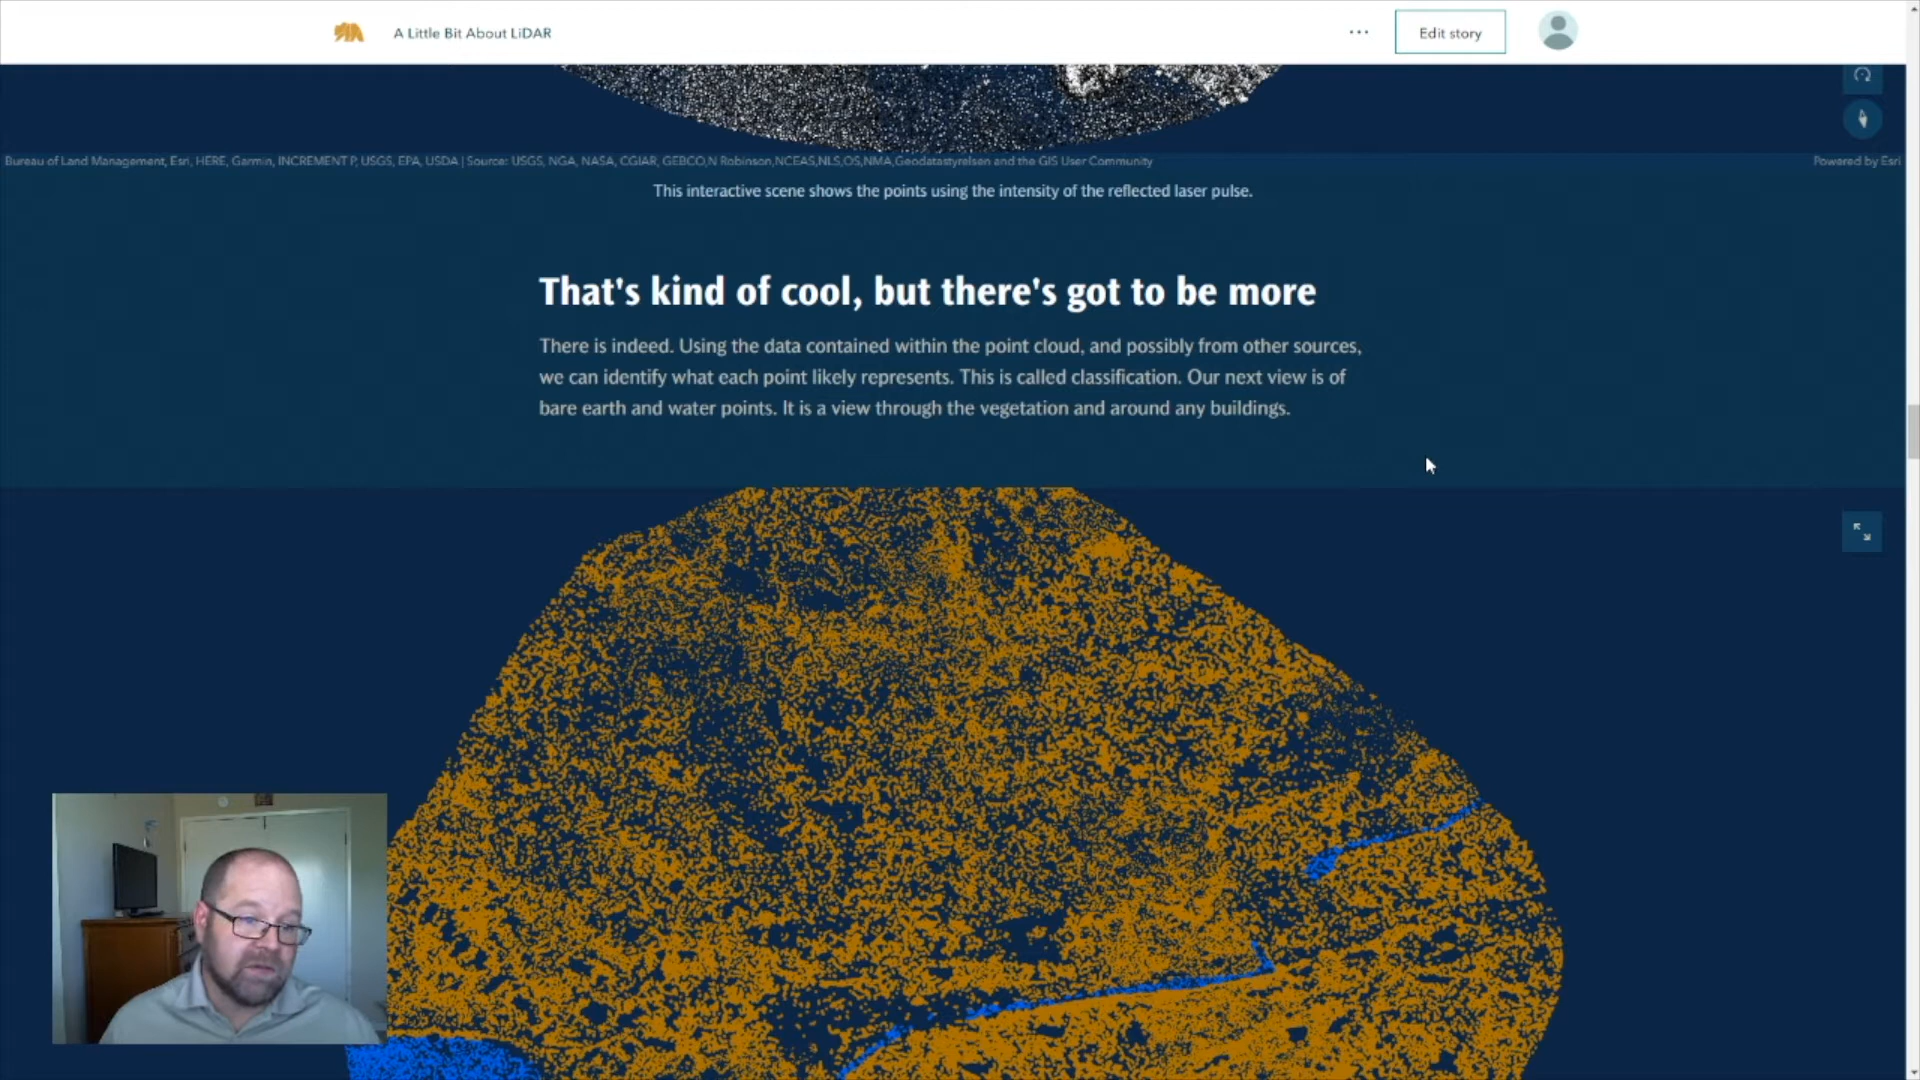 A Little Bit About LiDAR
Edit story
Bureau of Land Management, Esri, HERE, Garmin, INCREMENT P, USGS, EPA, USDA | Source: USGS, NGA, NASA, CGIAR, GEBCO,N Robinson,NCEAS,NLS,OS,NMA,Geodatastyrelsen and the GIS User Community
Powered by Esri
This interactive scene shows the points using the intensity of the reflected laser pulse.
That's kind of cool, but there's got to be more
There is indeed. Using the data contained within the point cloud, and possibly from other sources,
we can identify what each point likely represents. This is called classification. Our next view is of
bare earth and water points. It is a view through the vegetation and around any buildings.